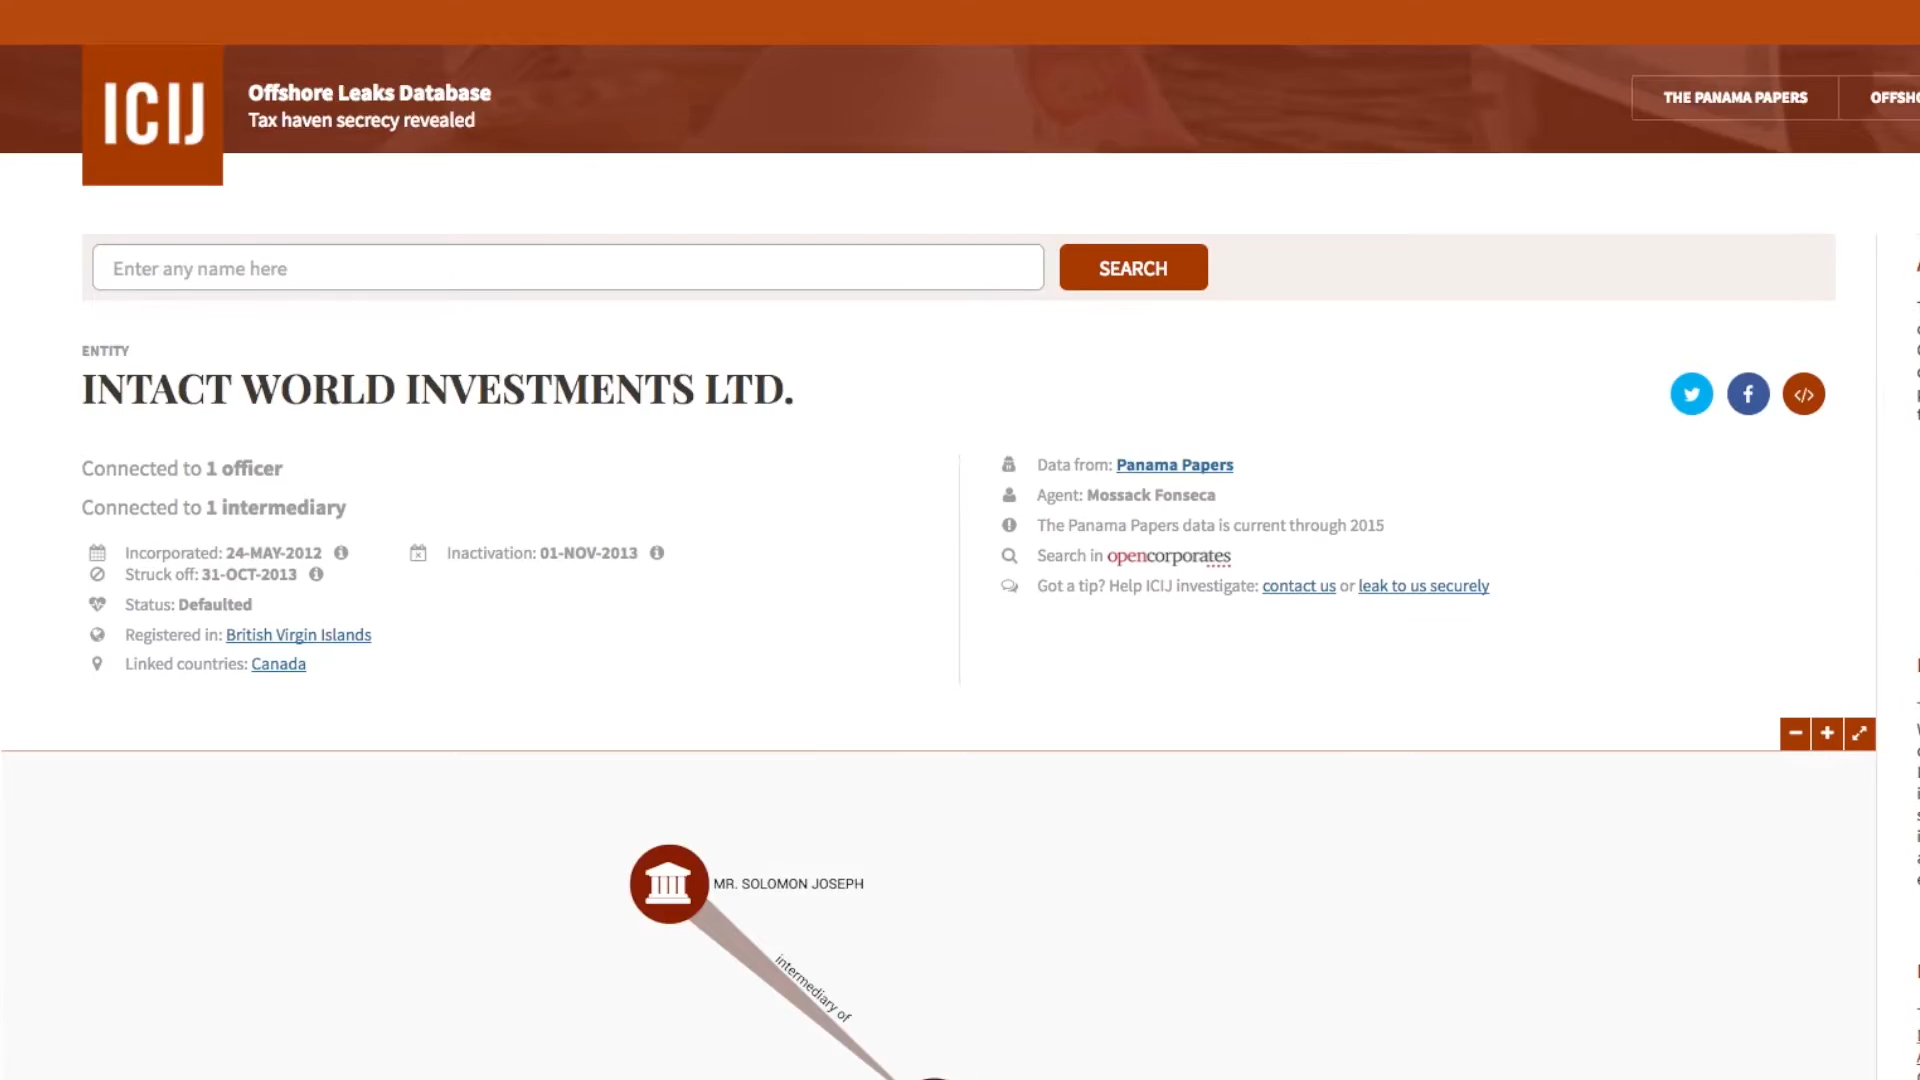 ICIJ
Offshore Leaks Database
Tax haven secrecy revealed
THE PANAMA PAPERS
Enter any name here
SEARCH
ENTITY
INTACT WORLD INVESTMENTS LTD.
Connected to 1 officer
Connected to 1 intermediary
Incorporated: 24-MAY-2012
Inactivation: 01-NOV-2013
Struck off: 31-OCT-2013
Status: Defaulted
Registered in: British Virgin Islands
Linked countries: Canada
Data from: Panama Papers
Agent: Mossack Fonseca
The Panama Papers data is current through 2015
Search in opencorporates
Got a tip? Help ICIJ investigate: contact us or leak to us securely
MR. SOLOMON JOSEPH
intermediary of